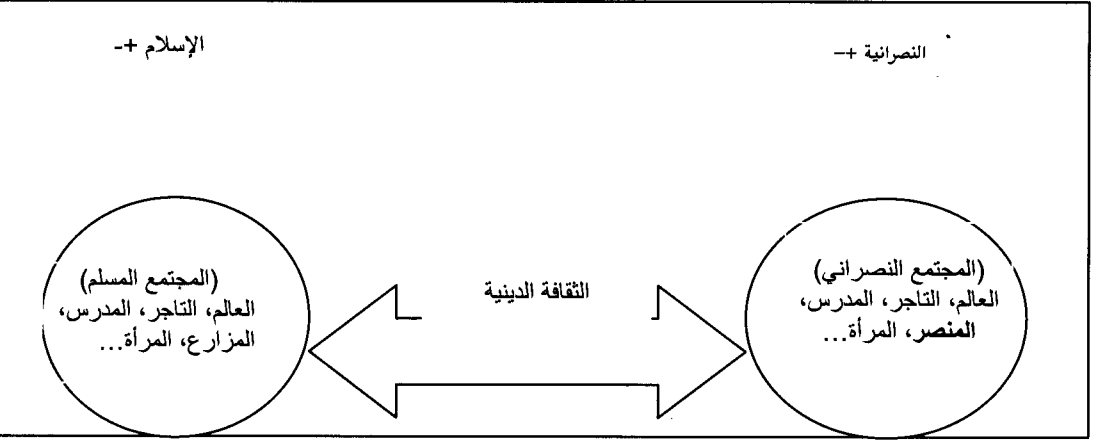 النصرانية +–
الإسلام +-
(المجتمع النصراني)
العالم، التاجر، المدرس،
المنصر، المرأة...
الثقافة الدينية
(المجتمع المسلم)
العالم، التاجر، المدرس،
المزارع، المرأة...